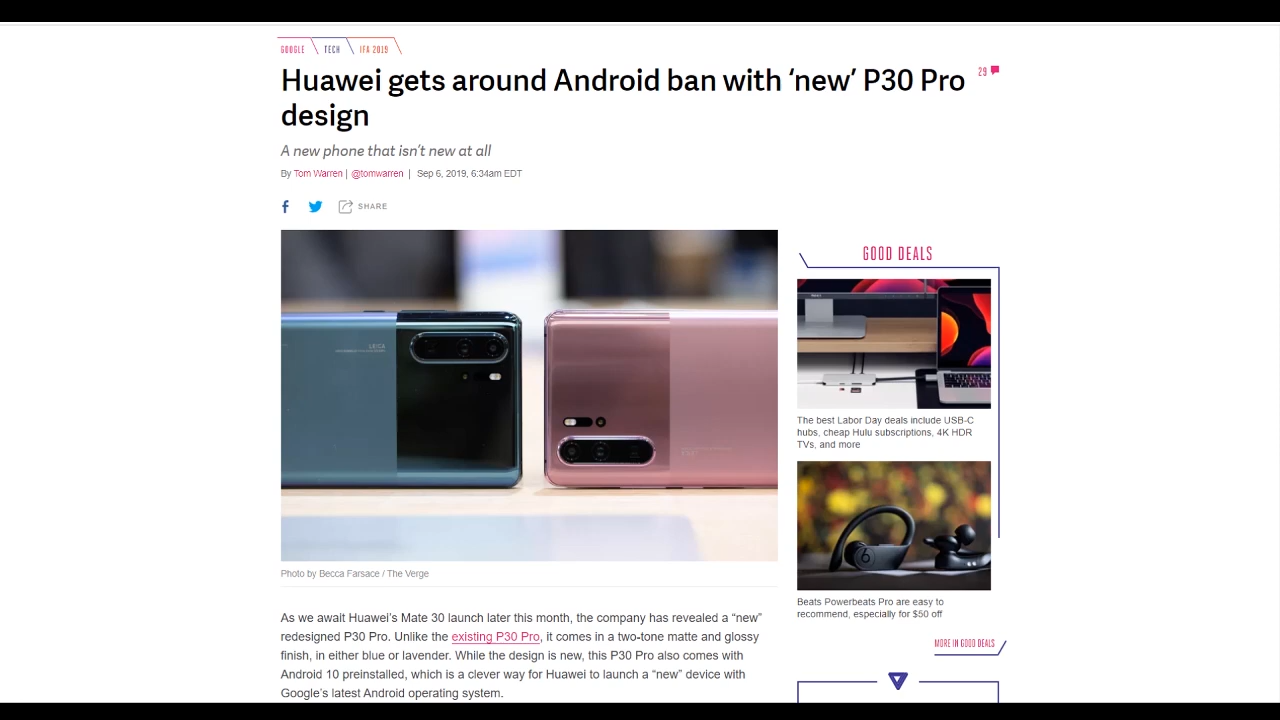 GOOGLE TECH IFA 2019
Huawei gets around Android ban with ‘new’ P30 Pro
design
29
A new phone that isn’t new at all
By Tom Warren | @tomwarren | Sep 6, 2019, 6:34am EDT
SHARE
LEICA
Photo by Becca Farsace / The Verge
As we await Huawei’s Mate 30 launch later this month, the company has revealed a “new”
redesigned P30 Pro. Unlike the existing P30 Pro, it comes in a two-tone matte and glossy
finish, in either blue or lavender. While the design is new, this P30 Pro also comes with
Android 10 preinstalled, which is a clever way for Huawei to launch a “new” device with
Google’s latest Android operating system.
GOOD DEALS
The best Labor Day deals include USB-C
hubs, cheap Hulu subscriptions, 4K HDR
TVs, and more
Beats Powerbeats Pro are easy to
recommend, especially for $50 off
MORE IN GOOD DEALS